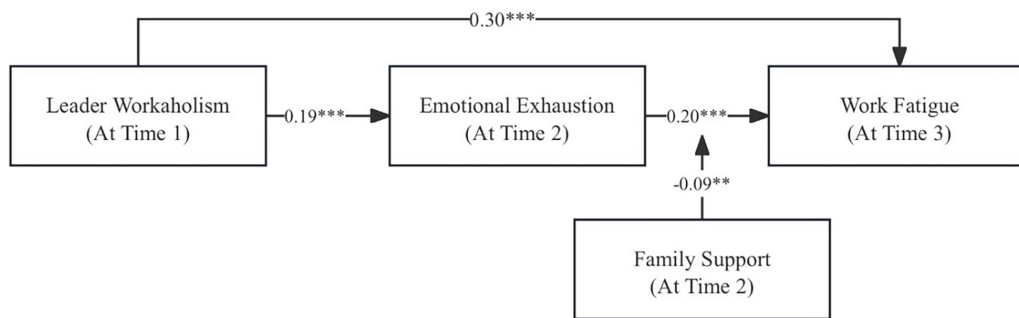 0.30***
Leader Workaholism
(At Time 1)
0.19***
Emotional Exhaustion
(At Time 2)
0.20***
Work Fatigue
(At Time 3)
-0.09**
Family Support
(At Time 2)